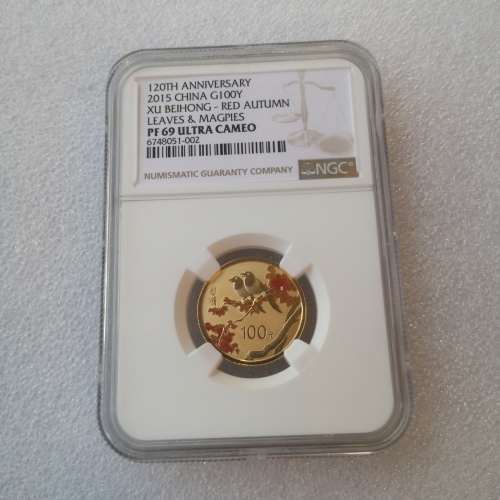 120TH ANNIVERSARY
2015 CHINA G100Y
XU BEIHONG - RED AUTUMN
LEAVES & MAGPIES
PF 69 ULTRA CAMEO
6748051-002
NUMISMATIC GUARANTY COMPANY
NGC®
100元